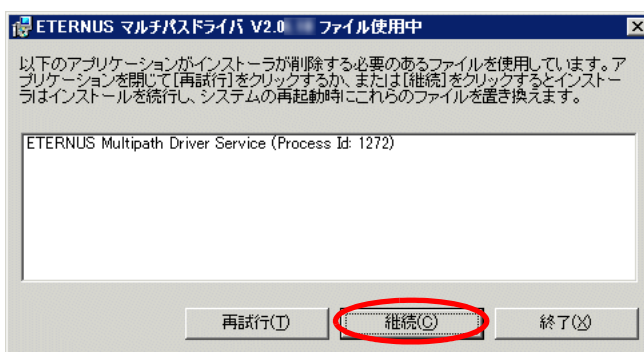 ETERNUS マルチパスドライバ V2.0 ファイル使用中
以下のアプリケーションがインストーラが削除する必要のあるファイルを使用しています。ア
プリケーションを閉じて[再試行]をクリックするか、または[継続]をクリックするとインストー
ラはインストールを続行し、システムの再起動時にこれらのファイルを置き換えます。
ETERNUS Multipath Driver Service (Process Id: 1272)
再試行(T)
継続(C)
終了(X)